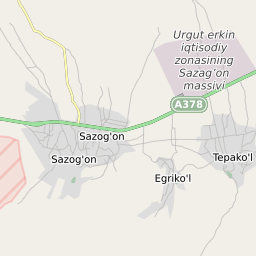 Urgut erkin
iqtisodiy
zonasining
Sazag'on
massivi
A378
Sazog'on
Sazog'on
Tepako'l
Egriko'l